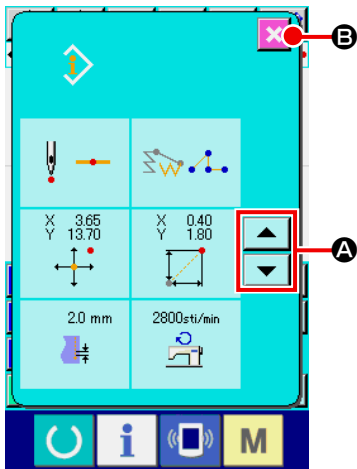 B
X 3.65
Y 13.70
X 0.40
Y 1.80
A
2.0 mm
2800sti/min
i
M